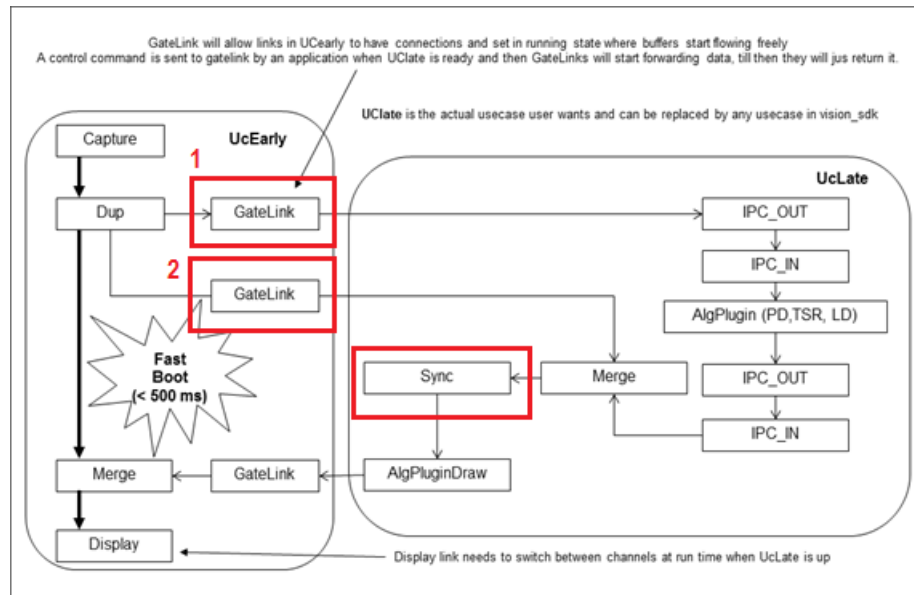 GateLink will allow links in UCearly to have connections and set in running state where buffers start flowing freely
A control command is sent to gatelink by an application when UClate is ready and then GateLinks will start forwarding data, till then they will jus return it.
UClate is the actual usecase user wants and can be replaced by any usecase in vision_sdk
Capture
UcEarly
1
UcLate
Dup
GateLink
IPC_OUT
IPC_IN
2
GateLink
AlgPlugin (PD,TSR, LD)
Fast
Boot
(< 500 ms)
Sync
Merge
IPC_OUT
IPC_IN
Merge
GateLink
AlgPluginDraw
Display
Display link needs to switch between channels at run time when UcLate is up